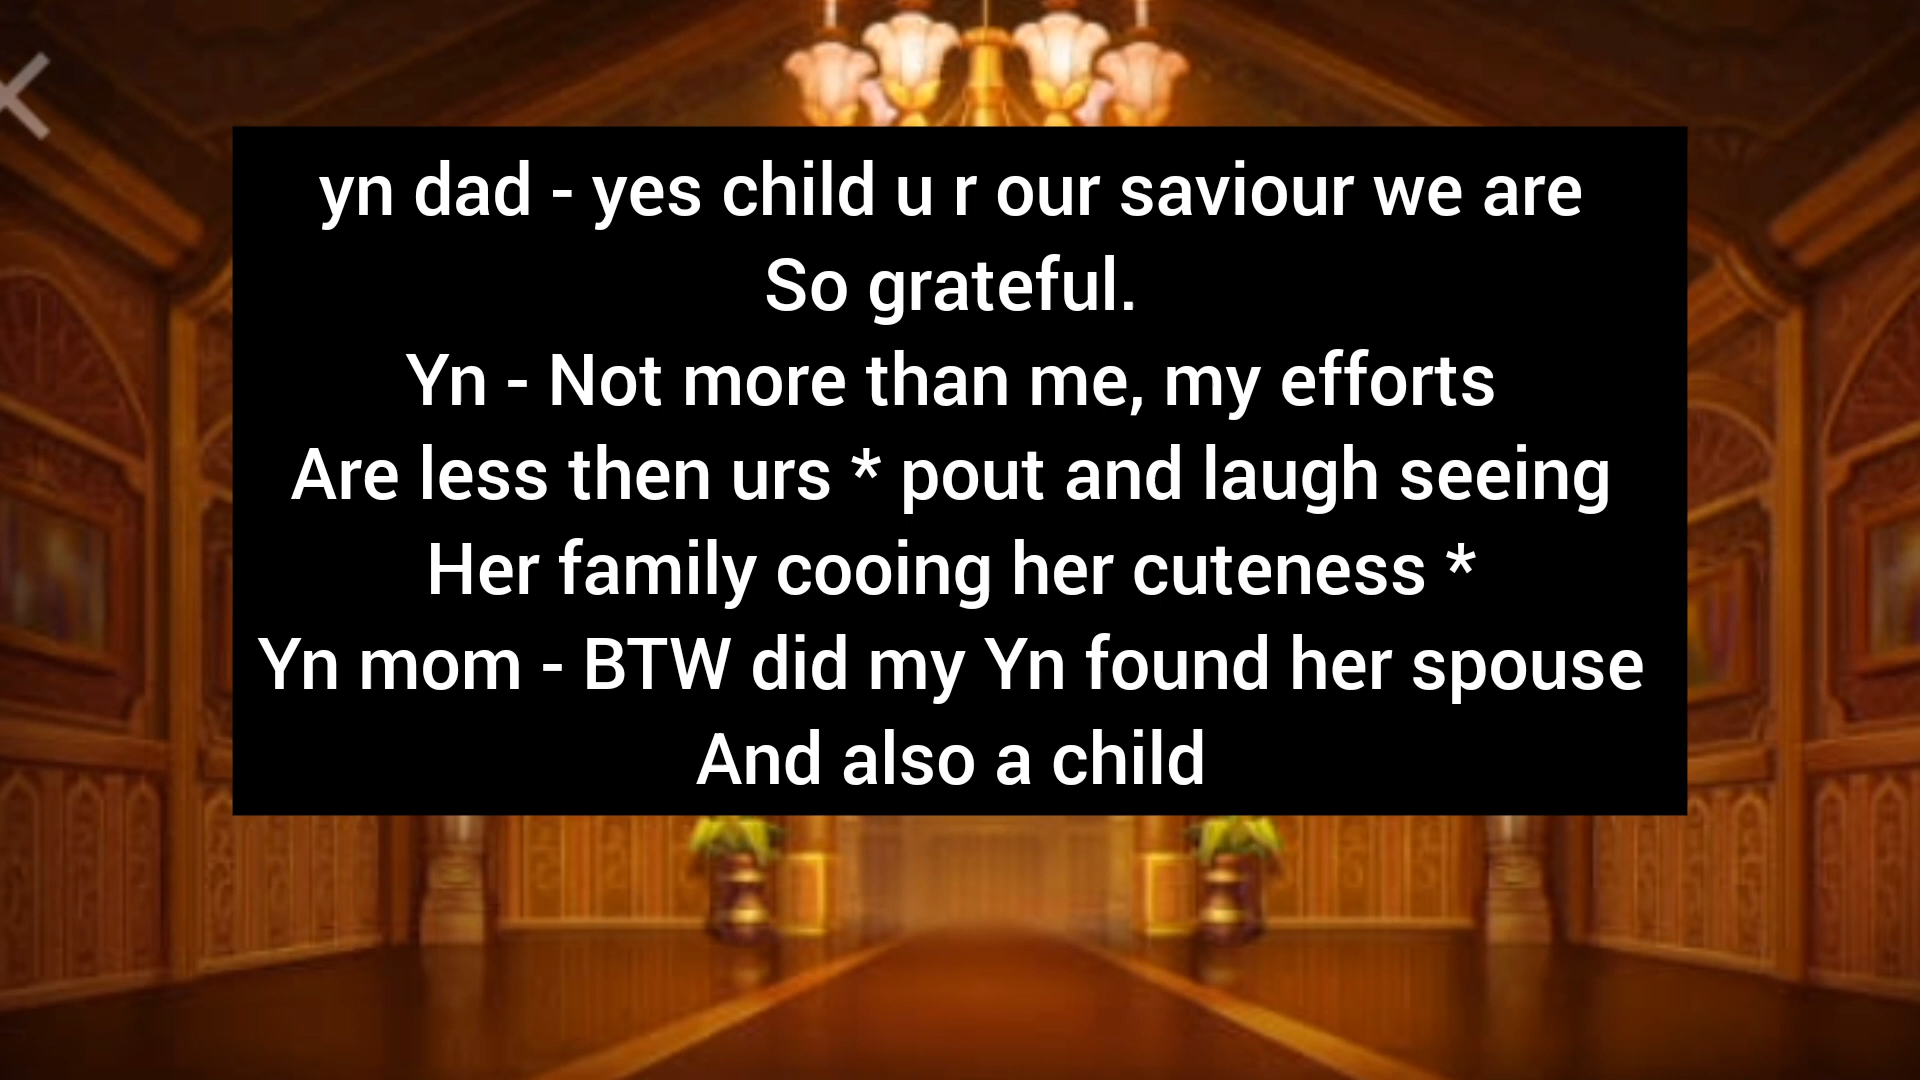 yn dad - yes child u r our saviour we are
So grateful.
Yn - Not more than me, my efforts
Are less then urs * pout and laugh seeing
Her family cooing her cuteness *
Yn mom - BTW did my Yn found her spouse
And also a child